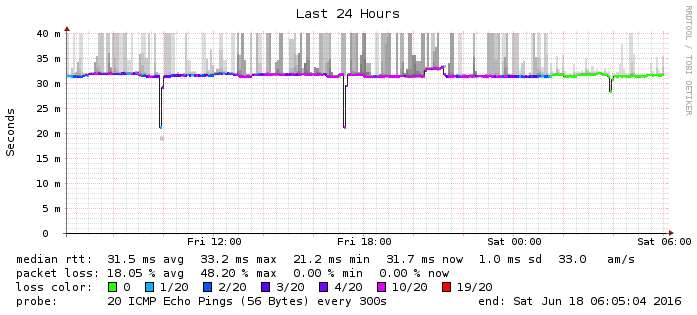 Last 24 Hours
RRDTOOL / TOBI OETIKER
Seconds
40 m
35 m
30 m
25 m
20 m
15 m
10 m
5 m
0
Fri 12:00 Fri 18:00 Sat 00:00 Sat 06:00
median rtt: 31.5 ms avg 33.2 ms max 21.2 ms min 31.7 ms now 1.0 ms sd 33.0 am/s
packet loss: 18.05 % avg 48.20 % max 0.00 % min 0.00 % now
loss color: 0 1/20 2/20 3/20 4/20 10/20 19/20
probe: 20 ICMP Echo Pings (56 Bytes) every 300s end: Sat Jun 18 06:05:04 2016